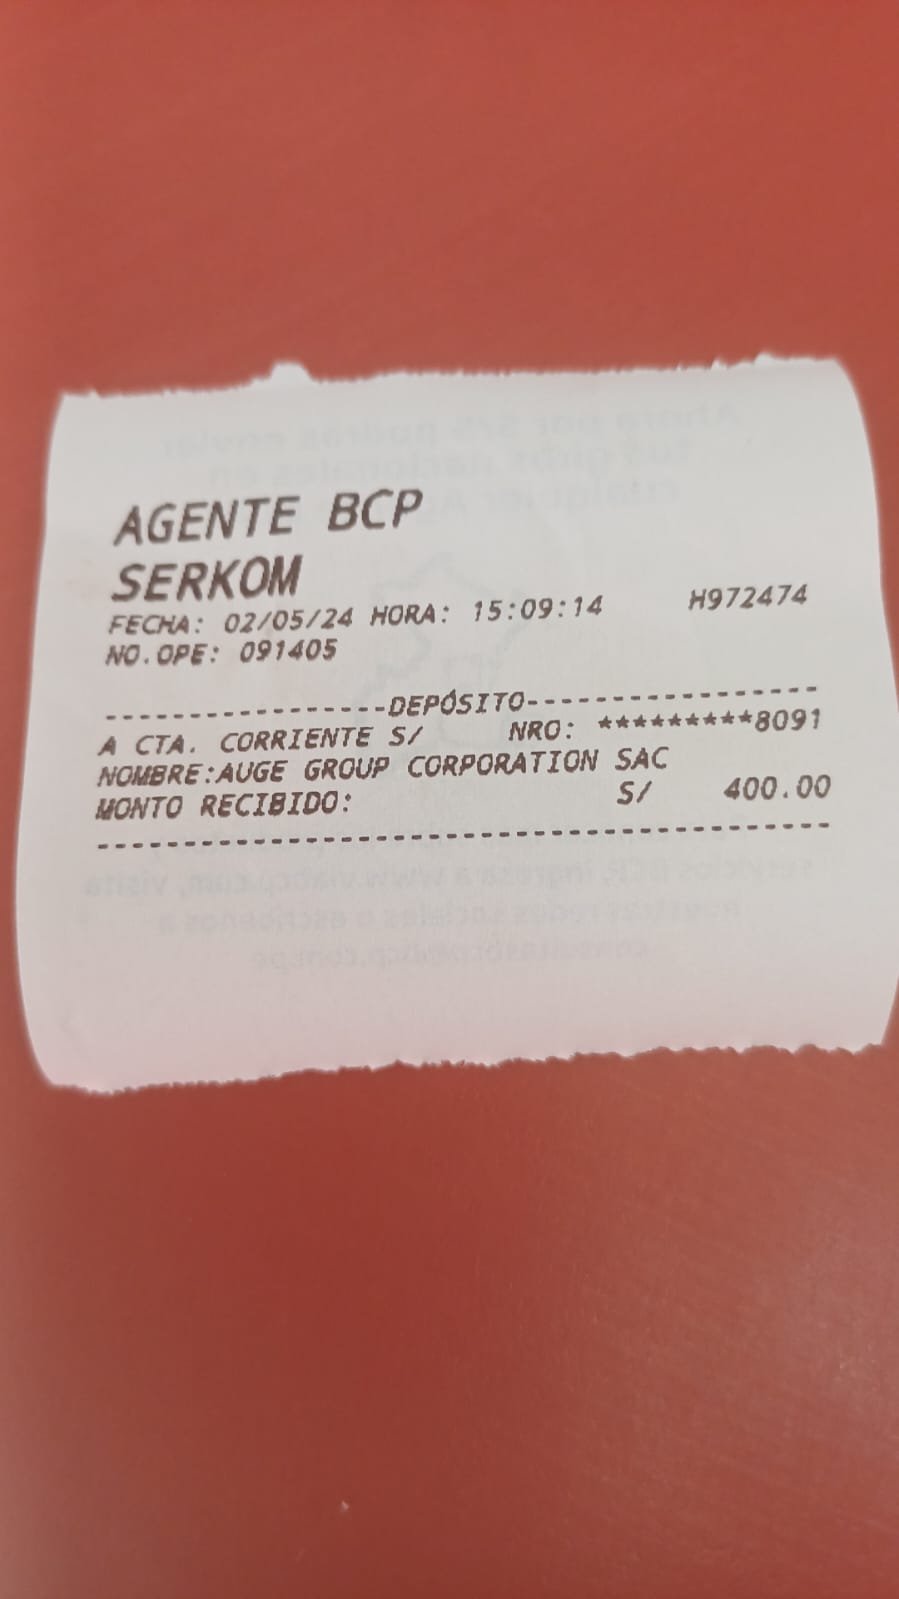 AGENTE BCP
SERKOM
FECHA: 02/05/24 HORA: 15:09:14 H972474
NO.OPE: 091405
-----------------DEPÓSITO------------------
A CTA. CORRIENTE S/ NRO: *********8091
NOMBRE:AUGE GROUP CORPORATION SAC
MONTO RECIBIDO: S/ 400.00
---------------------------------------------